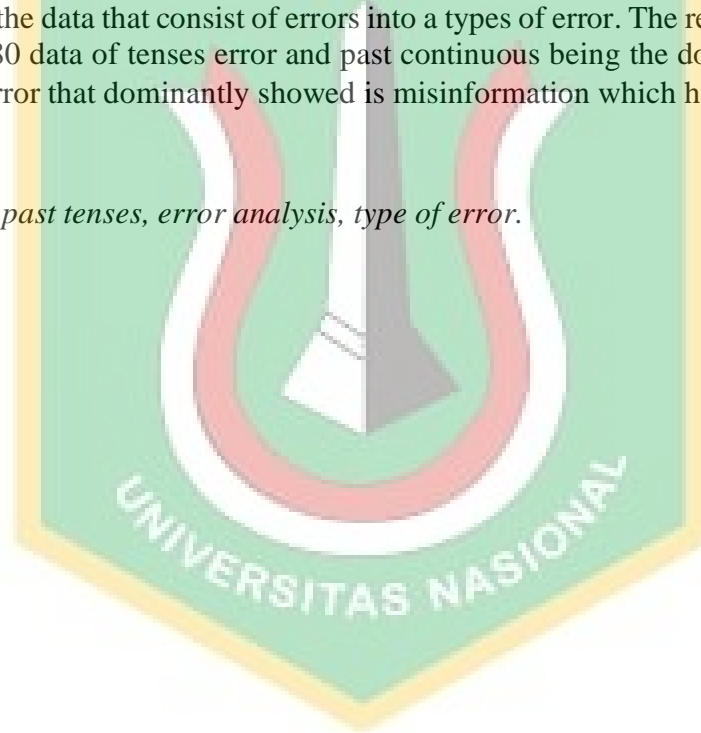 the data that consist of errors into a types of error. The re
80 data of tenses error and past continuous being the do
rror that dominantly showed is misinformation which h
past tenses, error analysis, type of error.
UNIVERSITAS NASIONAL